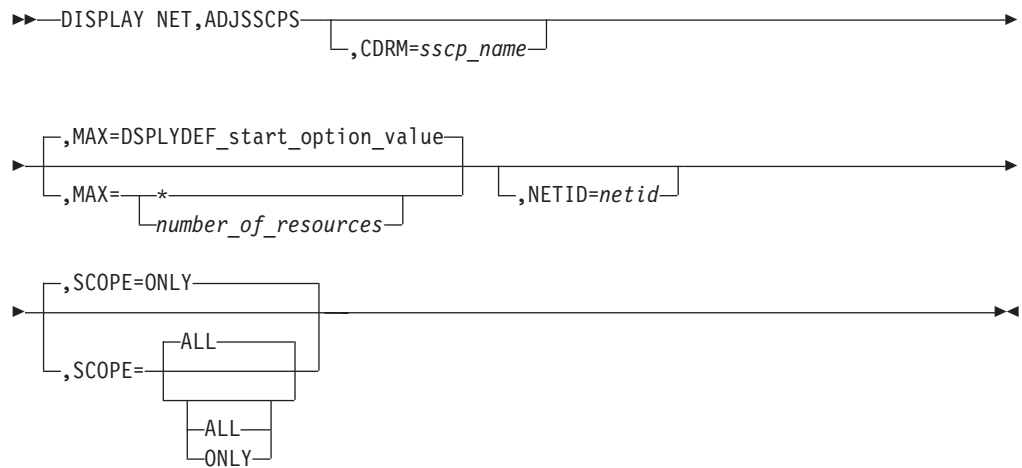 DISPLAY NET,ADJSSCPS
,CDRM=sscp_name
,MAX=DSPLYDEF_start_option_value
,MAX= *
number_of_resources
,NETID=netid
,SCOPE=ONLY
,SCOPE=
ALL
ALL
ONLY